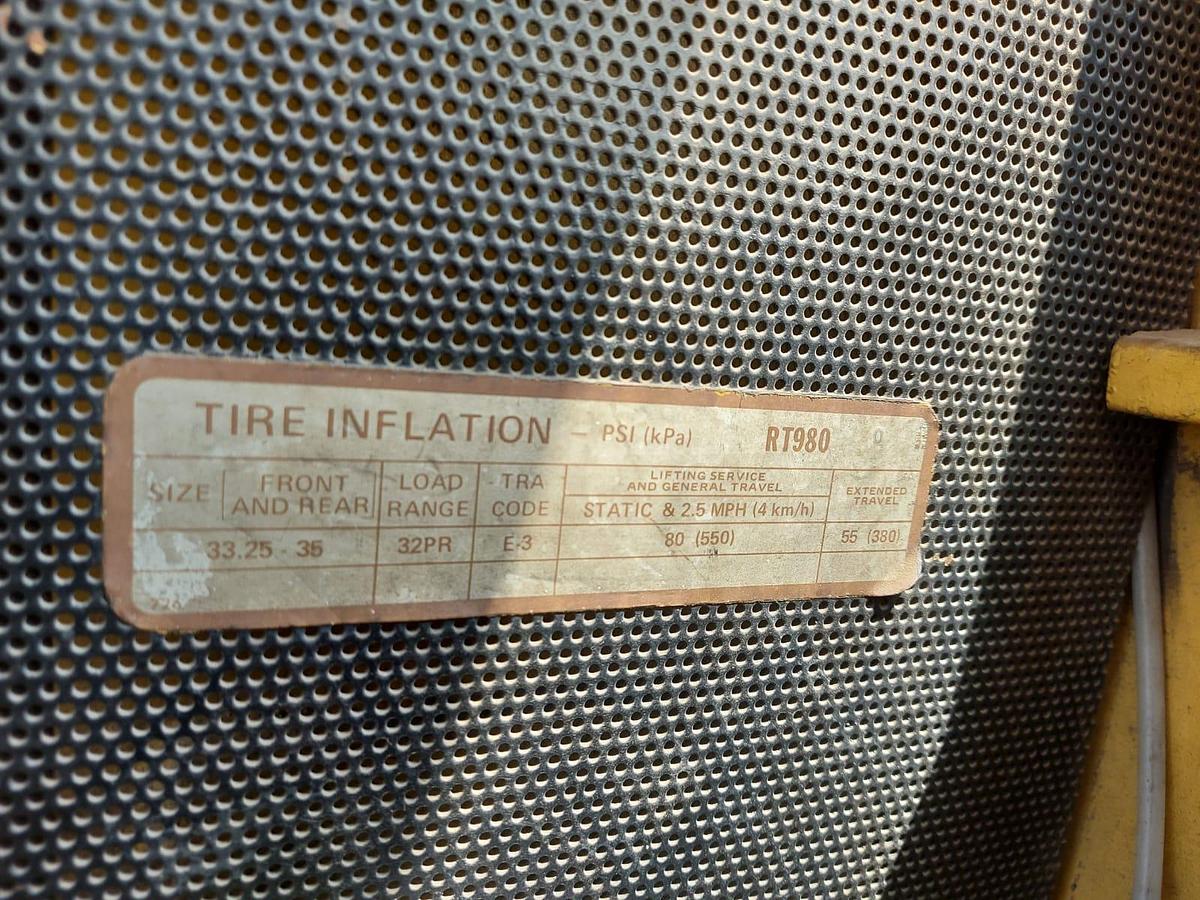 TIRE INFLATION – PSI (kPa) RT980
SIZE FRONT AND REAR LOAD RANGE TRA CODE LIFTING SERVICE AND GENERAL TRAVEL STATIC & 2.5 MPH (4 km/h) EXTENDED TRAVEL
33.25 - 35 32PR E-3 80 (550) 55 (380)